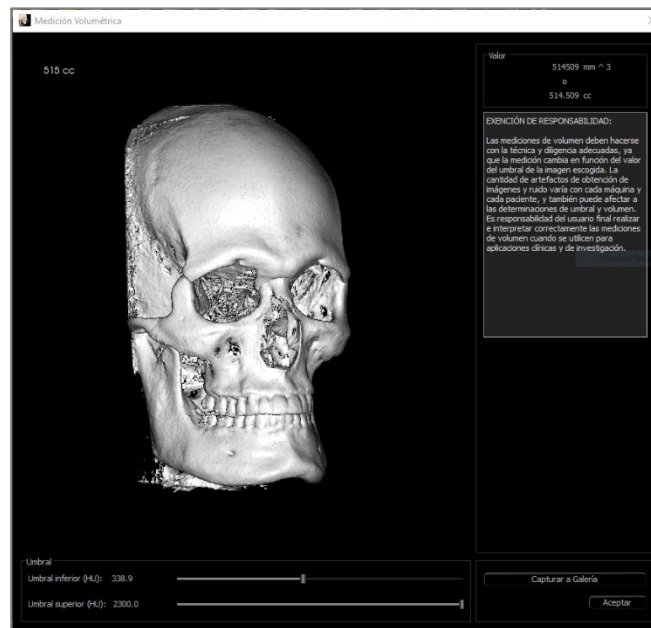 Medición Volumétrica
515 cc
Valor
514509 mm ^ 3
o
514.509 cc
EXENCIÓN DE RESPONSABILIDAD:
Las mediciones de volumen deben hacerse
con la técnica y diligencia adecuadas, ya
que la medición cambia en función del valor
del umbral de la imagen escogida. La
cantidad de artefactos de obtención de
imágenes y ruido varía con cada máquina y
cada paciente, y también puede afectar a
las determinaciones de umbral y volumen.
Es responsabilidad del usuario final realizar
e interpretar correctamente las mediciones
de volumen cuando se utilicen para
aplicaciones clínicas y de investigación.
Umbral
Umbral inferior (HU): 338.9
Umbral superior (HU): 2300.0
Capturar a Galería
Aceptar